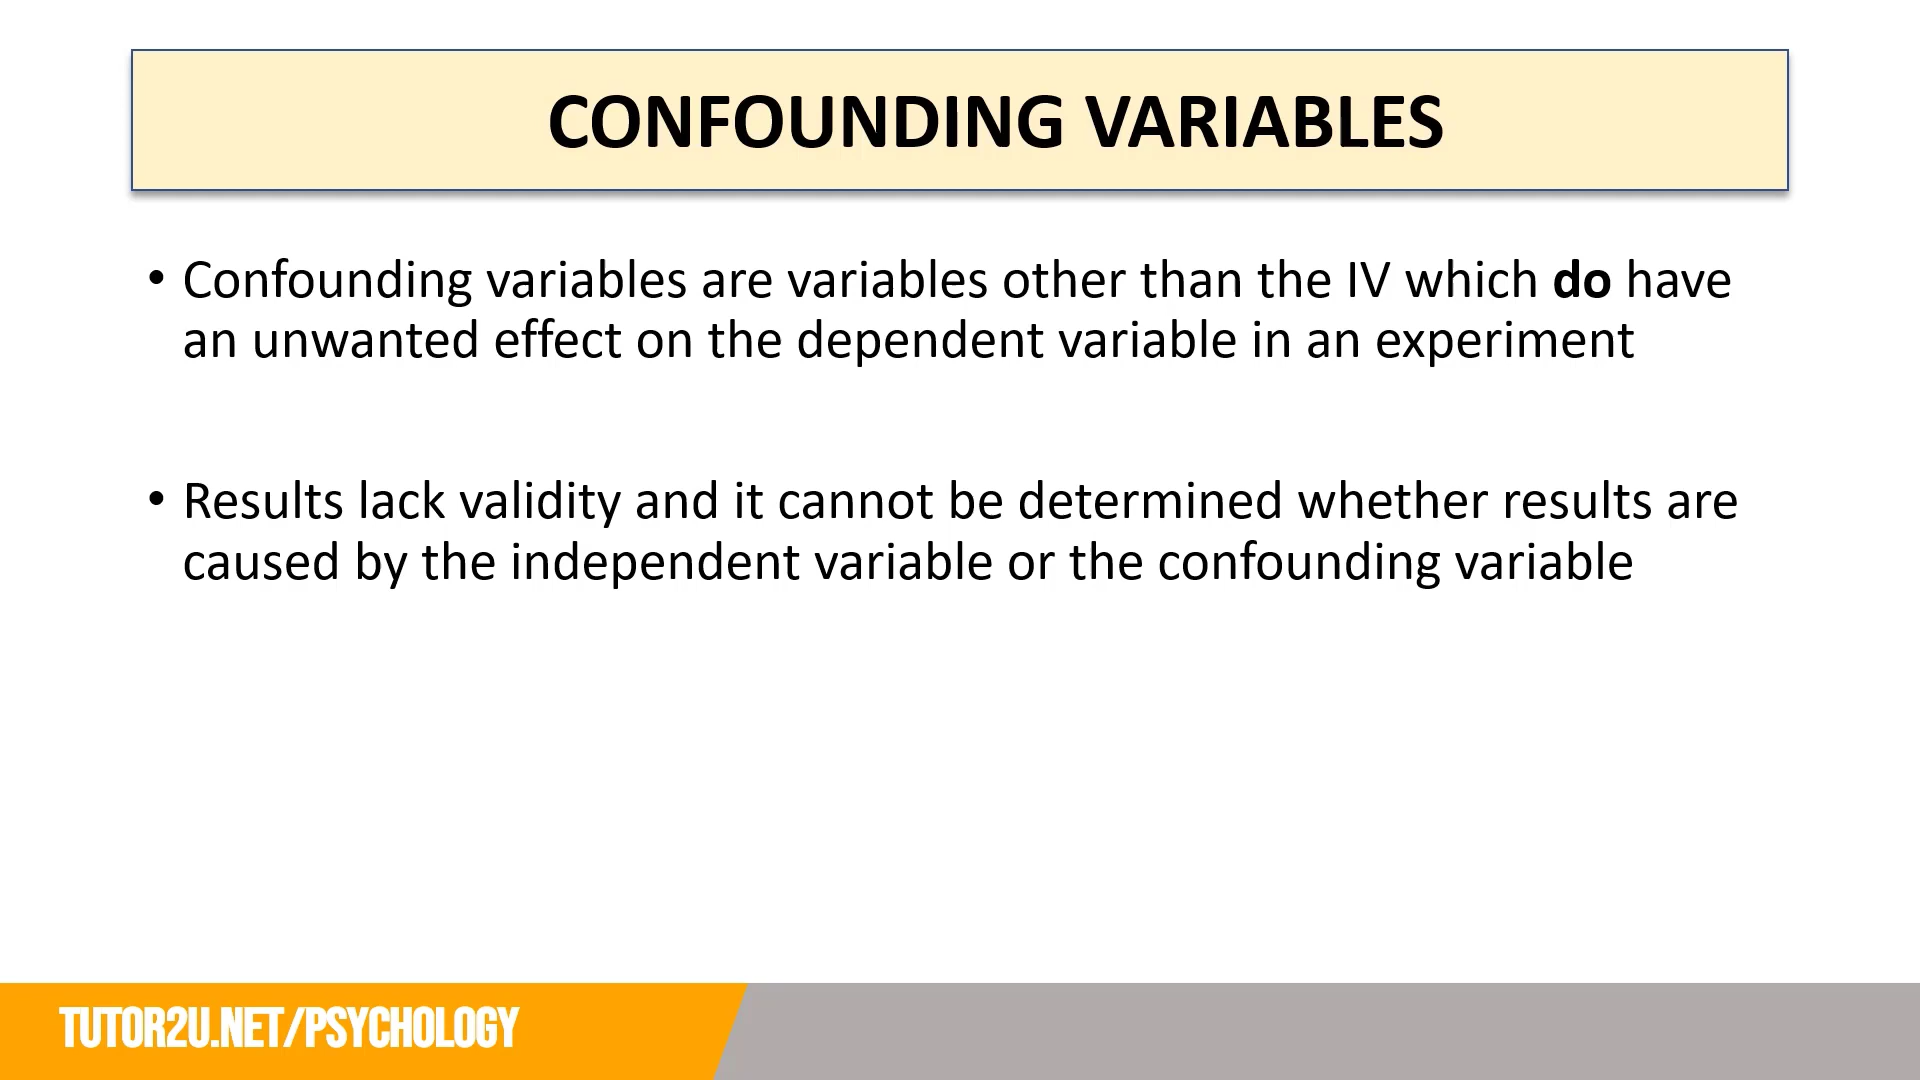 CONFOUNDING VARIABLES
• Confounding variables are variables other than the IV which do have
an unwanted effect on the dependent variable in an experiment
• Results lack validity and it cannot be determined whether results are
caused by the independent variable or the confounding variable
TUTOR2U.NET/PSYCHOLOGY